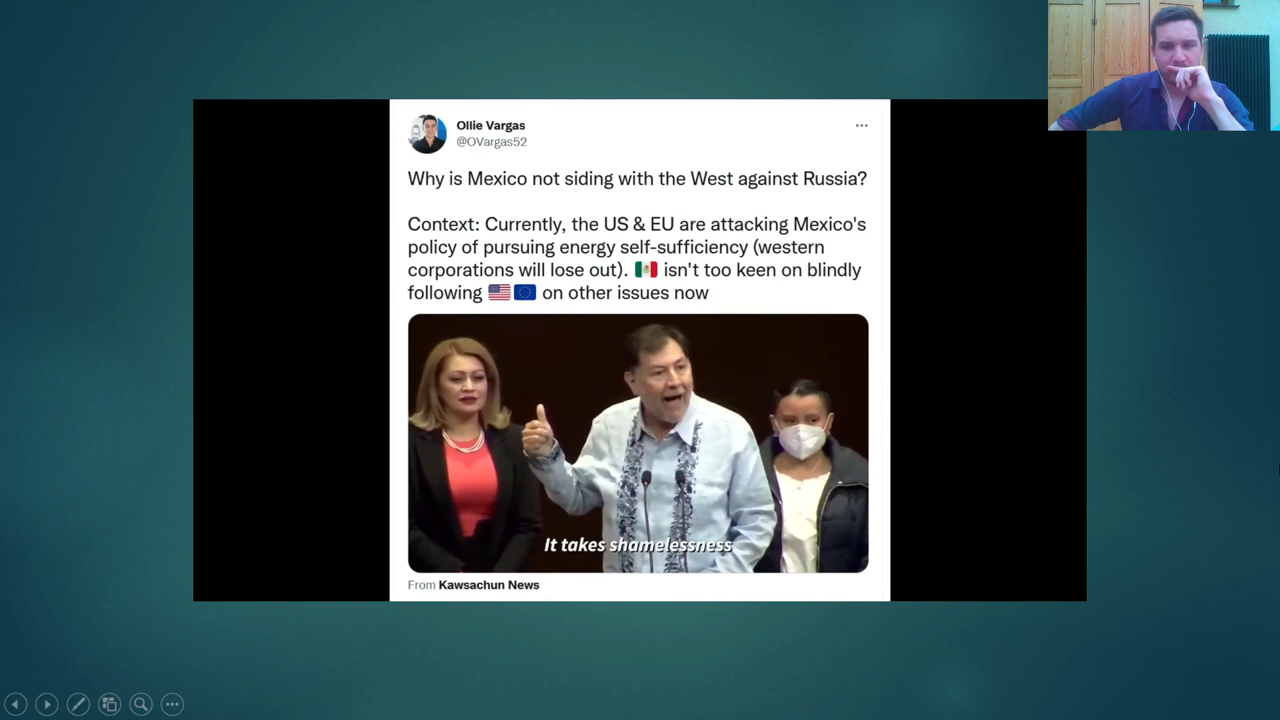 Ollie Vargas
@OVargas52
Why is Mexico not siding with the West against Russia?
Context: Currently, the US & EU are attacking Mexico's
policy of pursuing energy self-sufficiency (western
corporations will lose out). 🇲🇽 isn't too keen on blindly
following 🇺🇸🇪🇺 on other issues now
It takes shamelessness
From Kawsachun News